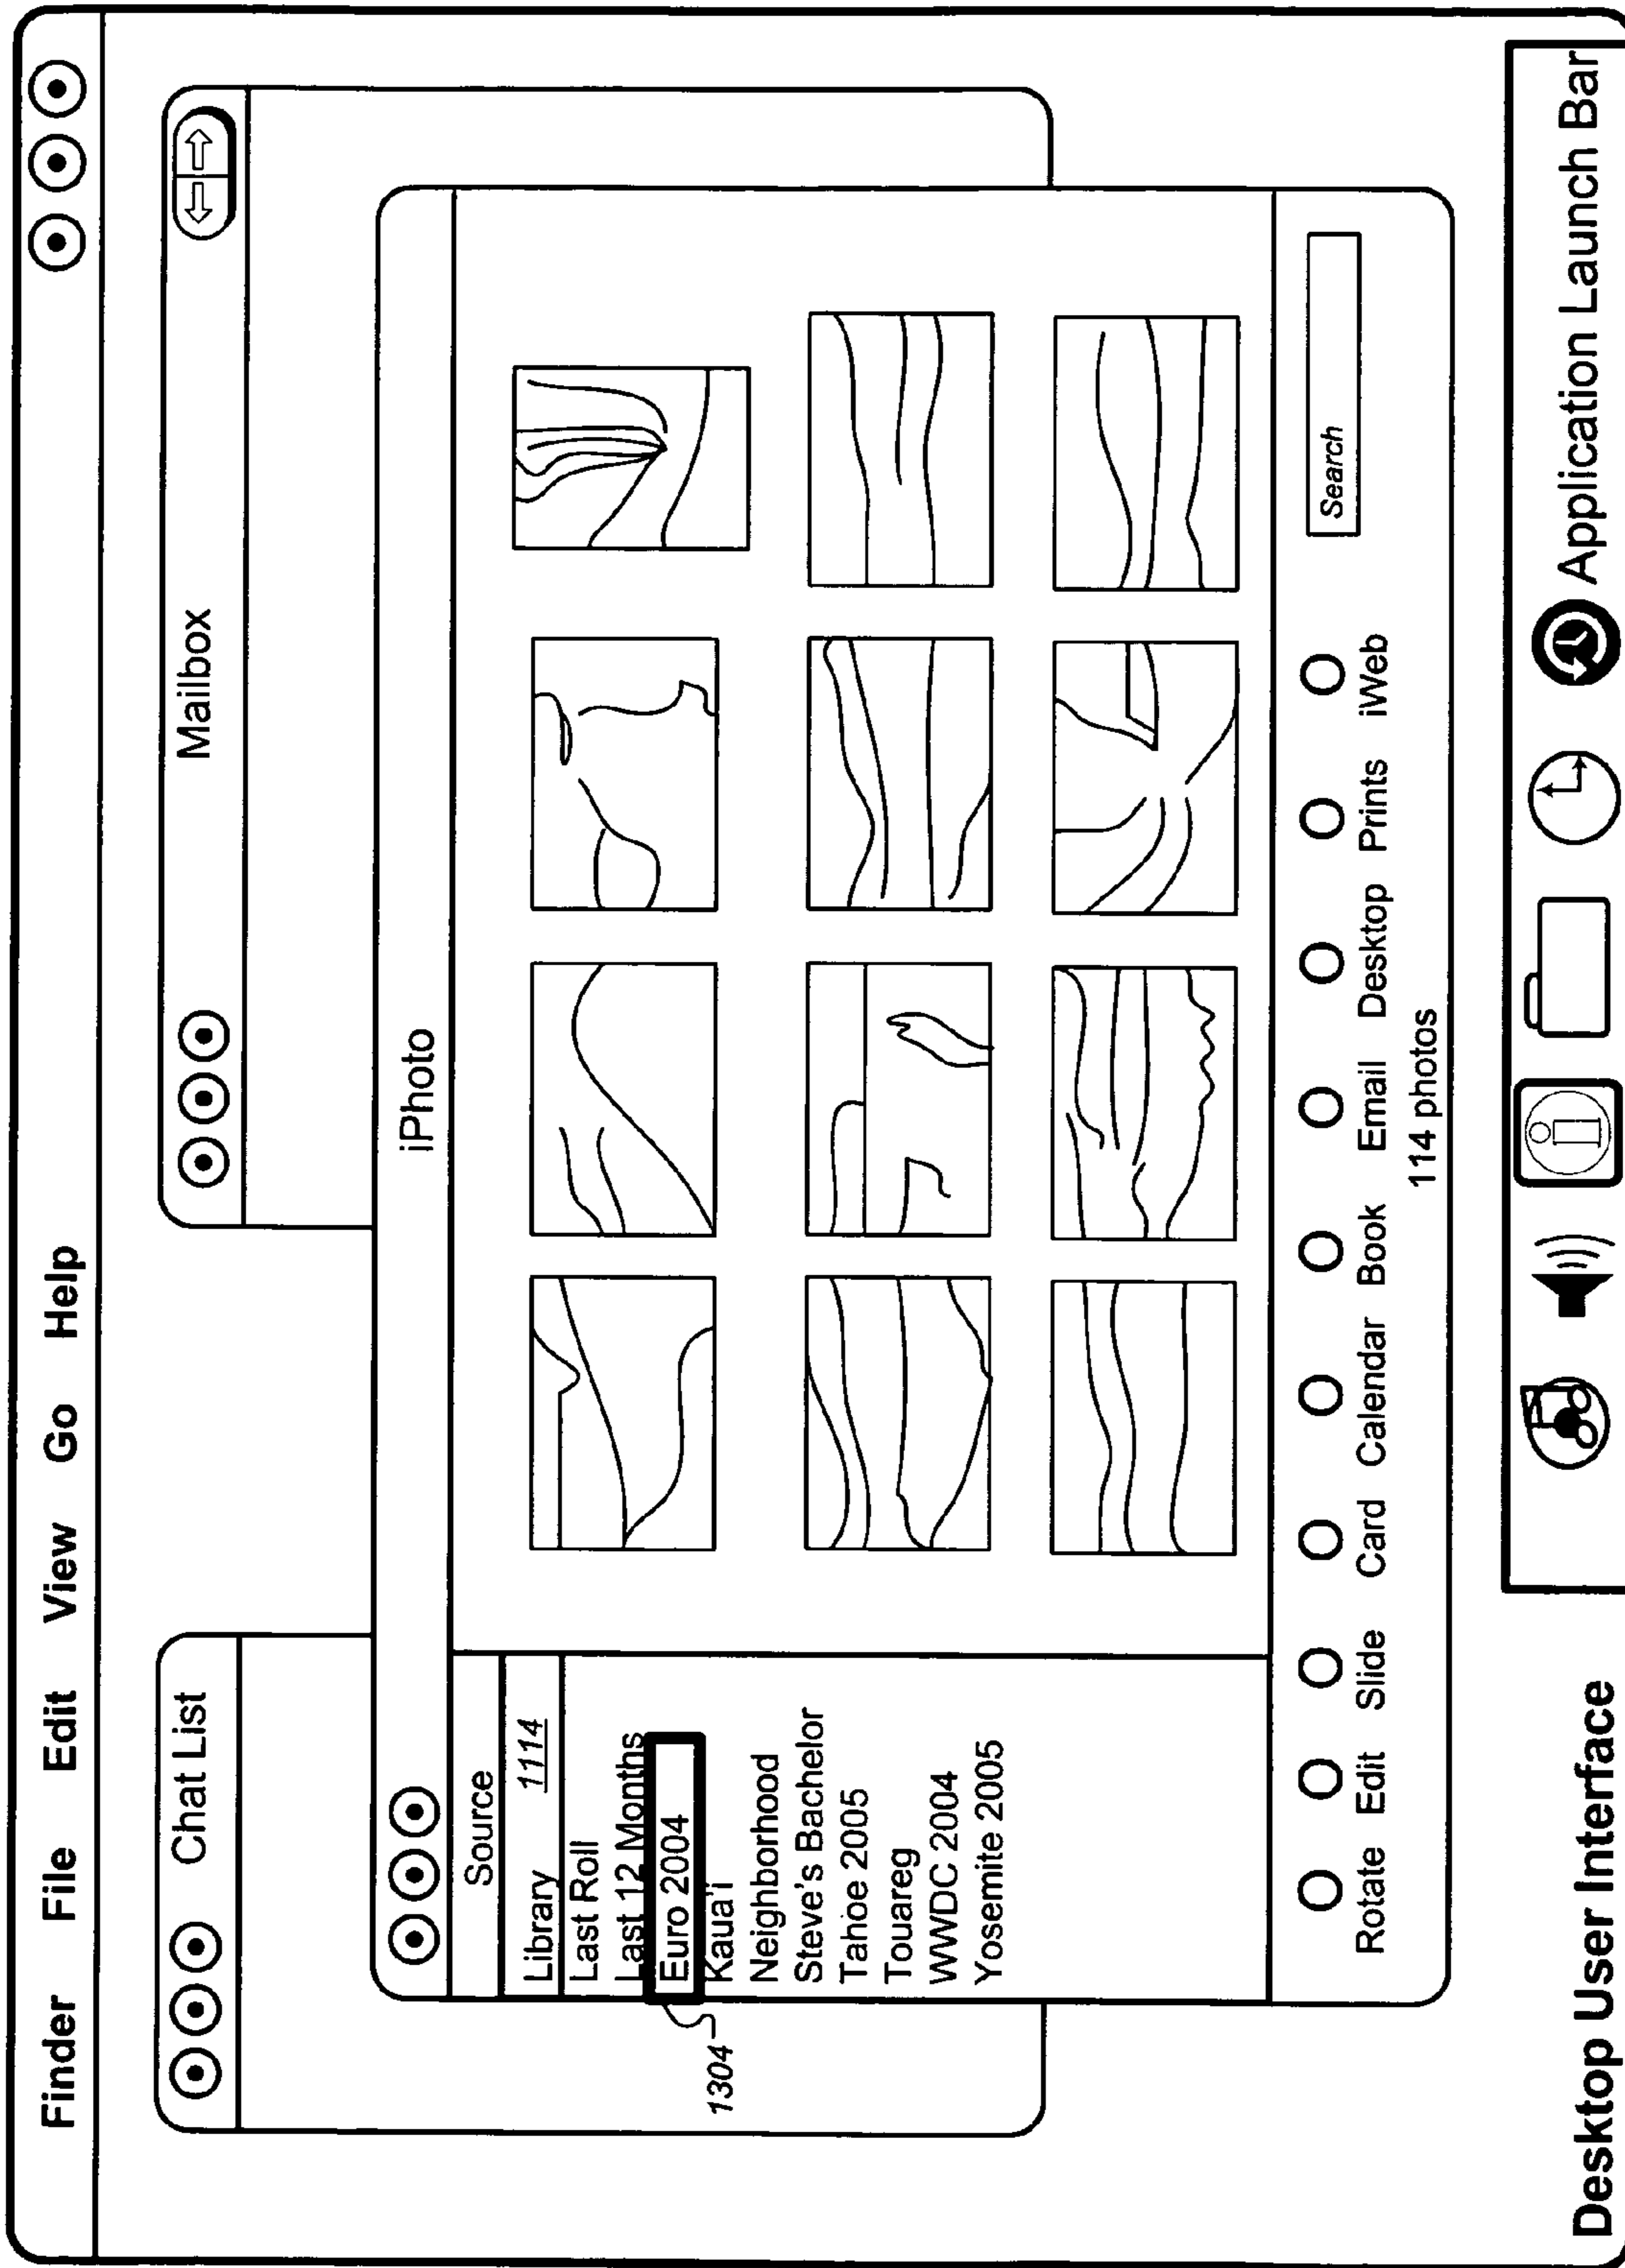 Finder File Edit View Go Help
Chat List
Mailbox
iPhoto
Source
Library 1114
Last Roll
Last 12 Months
Euro 2004
Kaua'i
Neighborhood
Steve's Bachelor
Tahoe 2005
Touareg
WWDC 2004
Yosemite 2005
1304
Search
Rotate Edit Slide Card Calendar Book Email Desktop Prints iWeb
114 photos
Desktop User Interface
Application Launch Bar